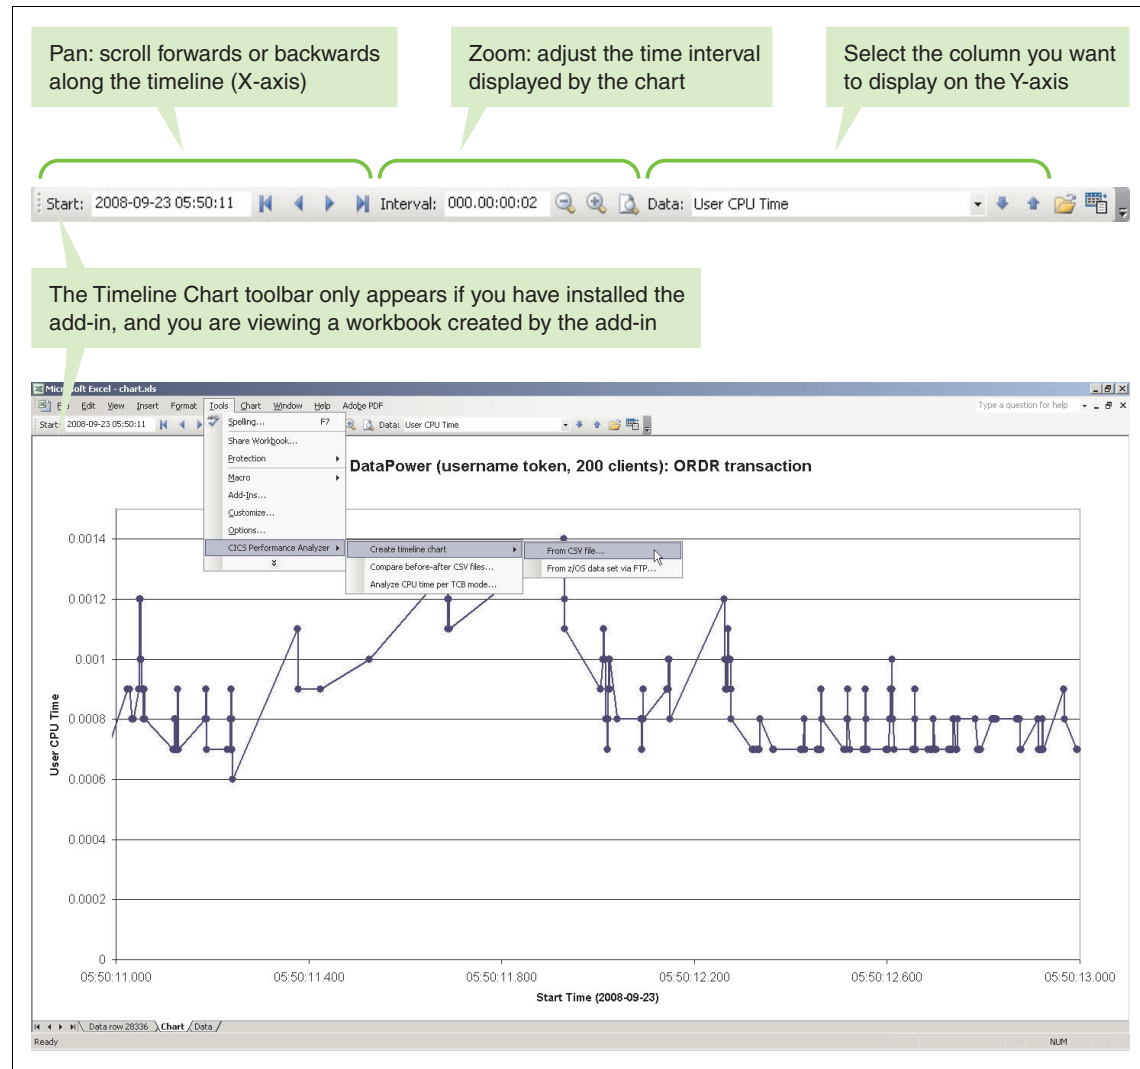 Pan: scroll forwards or backwards
along the timeline (X-axis)
Zoom: adjust the time interval
displayed by the chart
Select the column you want
to display on the Y-axis
Start: 2008-09-23 05:50:11 Interval: 000.00:00:02 Data: User CPU Time
The Timeline Chart toolbar only appears if you have installed the
add-in, and you are viewing a workbook created by the add-in
Microsoft Excel - chart.xls
Edit View Insert Format Tools Chart Window Help Adobe PDF Type a question for help
Start: 2008-09-23 05:50:11 Data: User CPU Time
Spelling... F7
Share Workbook...
Protection
Macro
Add-Ins...
Customize...
Options...
CICS Performance Analyzer
Create timeline chart
Compare before-after CSV files...
Analyze CPU time per TCB mode...
From CSV file...
From z/OS data set via FTP...
DataPower (username token, 200 clients): ORDR transaction
User CPU Time
0.0014
0.0012
0.001
0.0008
0.0006
0.0004
0.0002
0
05:50:11.000 05:50:11.400 05:50:11.800 05:50:12.200 05:50:12.600 05:50:13.000
Start Time (2008-09-23)
Data row 28336 Chart Data
Ready NUM